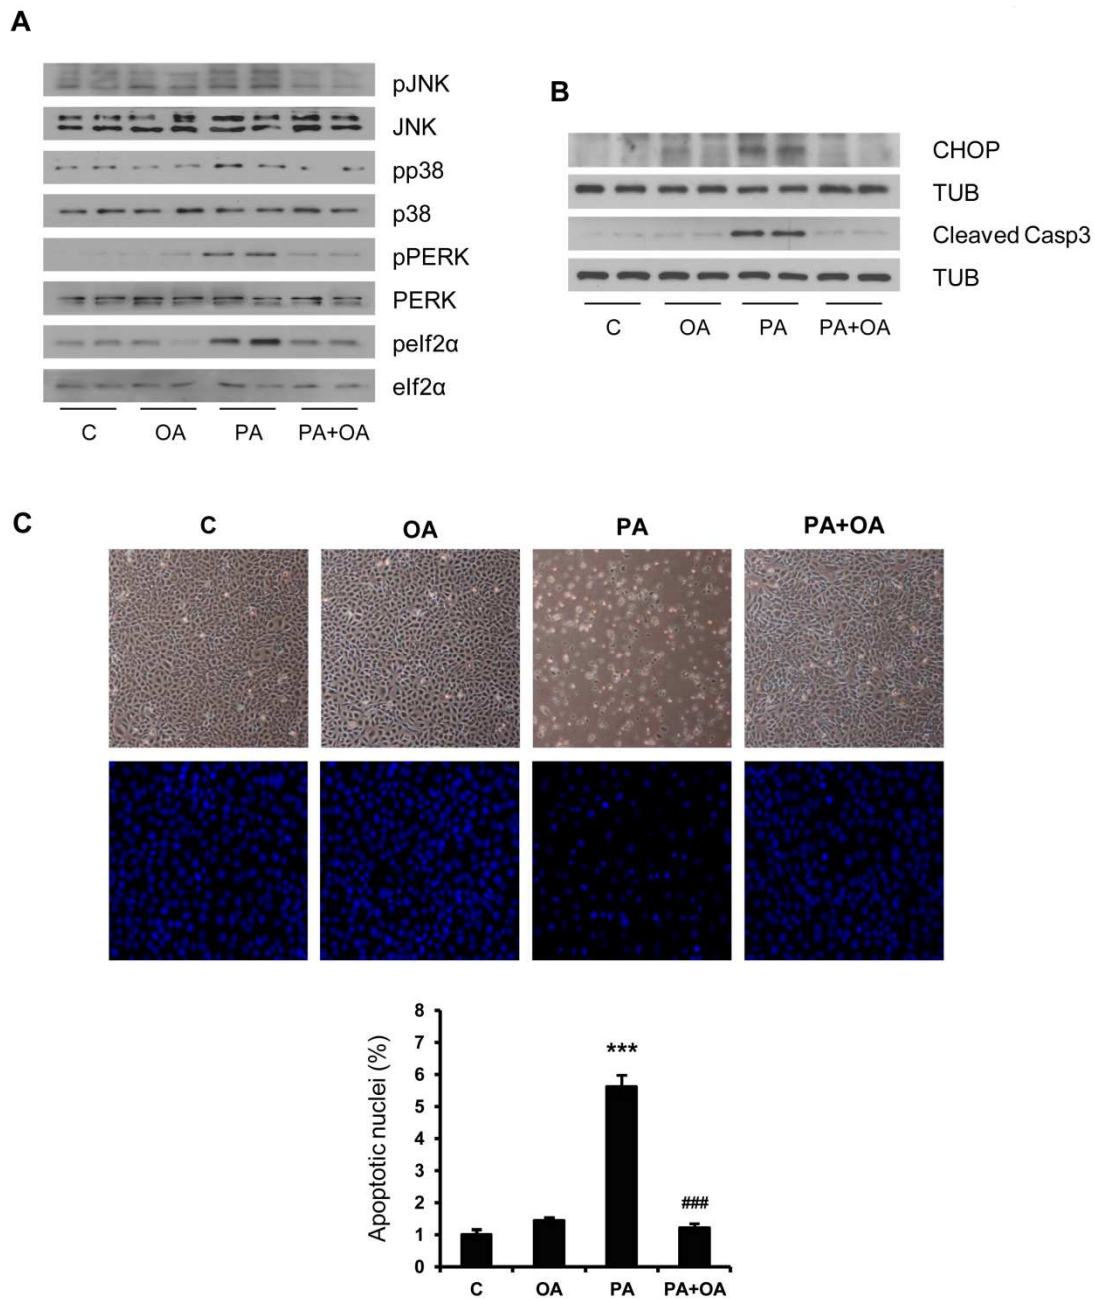 A
pJNK
JNK
pp38
p38
pPERK
PERK
peIf2α
eIf2α
C OA PA PA+OA
B
CHOP
TUB
Cleaved Casp3
TUB
C OA PA PA+OA
C
C OA PA PA+OA
Apoptotic nuclei (%)
8
7
6
5
4
3
2
1
0
***
###
C OA PA PA+OA